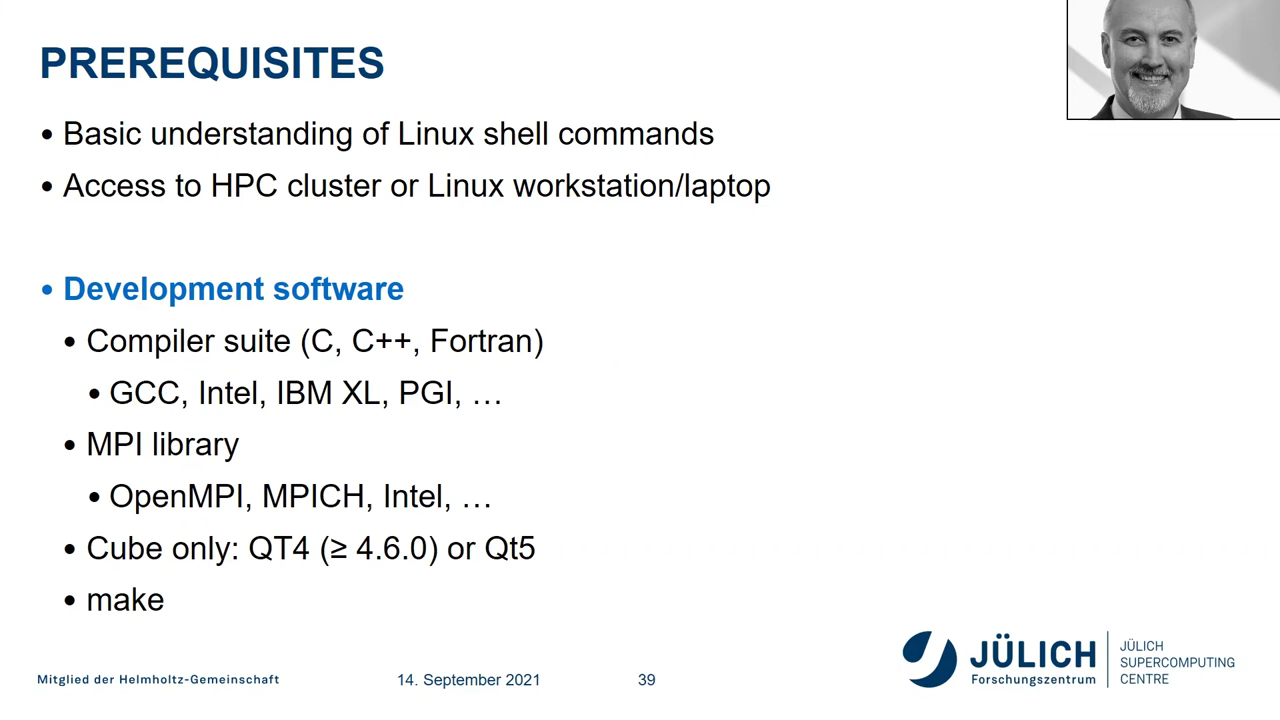 PREREQUISITES
• Basic understanding of Linux shell commands
• Access to HPC cluster or Linux workstation/laptop
• Development software
• Compiler suite (C, C++, Fortran)
• GCC, Intel, IBM XL, PGI, …
• MPI library
• OpenMPI, MPICH, Intel, …
• Cube only: QT4 (≥ 4.6.0) or Qt5
• make
Mitglied der Helmholtz-Gemeinschaft
14. September 2021
39
JÜLICH
Forschungszentrum
JÜLICH
SUPERCOMPUTING
CENTRE